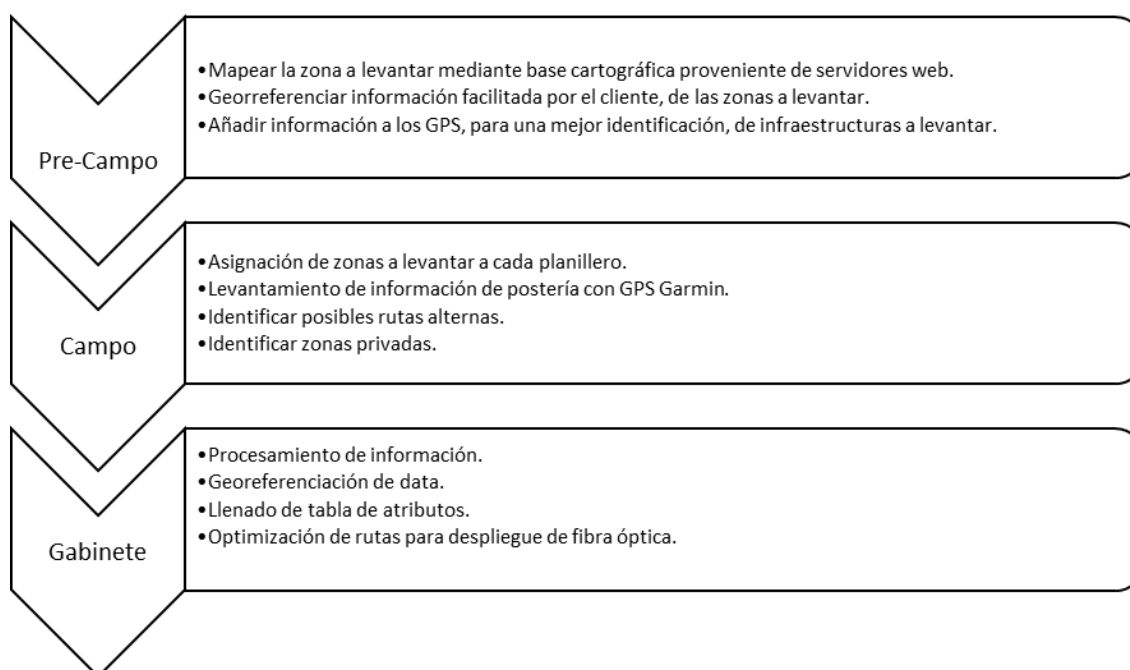 Pre-Campo
•Mapear la zona a levantar mediante base cartográfica proveniente de servidores web.
•Georreferenciar información facilitada por el cliente, de las zonas a levantar.
•Añadir información a los GPS, para una mejor identificación, de infraestructuras a levantar.
Campo
•Asignación de zonas a levantar a cada planillero.
•Levantamiento de información de postería con GPS Garmin.
•Identificar posibles rutas alternas.
•Identificar zonas privadas.
Gabinete
•Procesamiento de información.
•Georeferenciación de data.
•Llenado de tabla de atributos.
•Optimización de rutas para despliegue de fibra óptica.